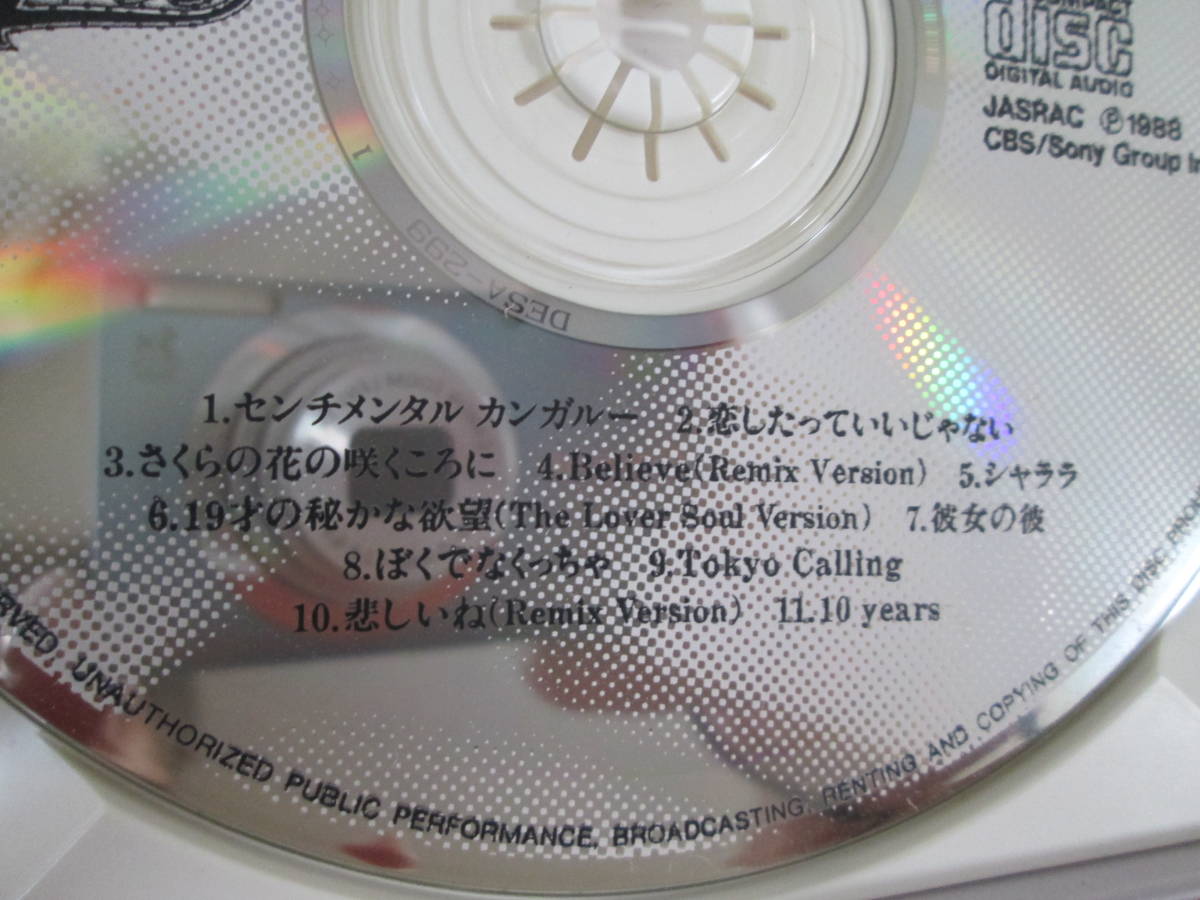 COMPACT
disc
DIGITAL AUDIO
JASRAC Ⓟ1988
CBS/Sony Group
DESA-299
1
1.センチメンタル カンガルー 2.恋したっていいじゃない
3.さくらの花の咲くころに 4.Believe(Remix Version) 5.シャララ
6.19才の秘かな欲望(The Lover Soul Version) 7.彼女の彼
8.ぼくでなくっちゃ 9.Tokyo Calling
10.悲しいね(Remix Version) 11.10 years
UNAUTHORIZED PUBLIC PERFORMANCE, BROADCASTING, RENTING AND COPYING OF THIS DISC